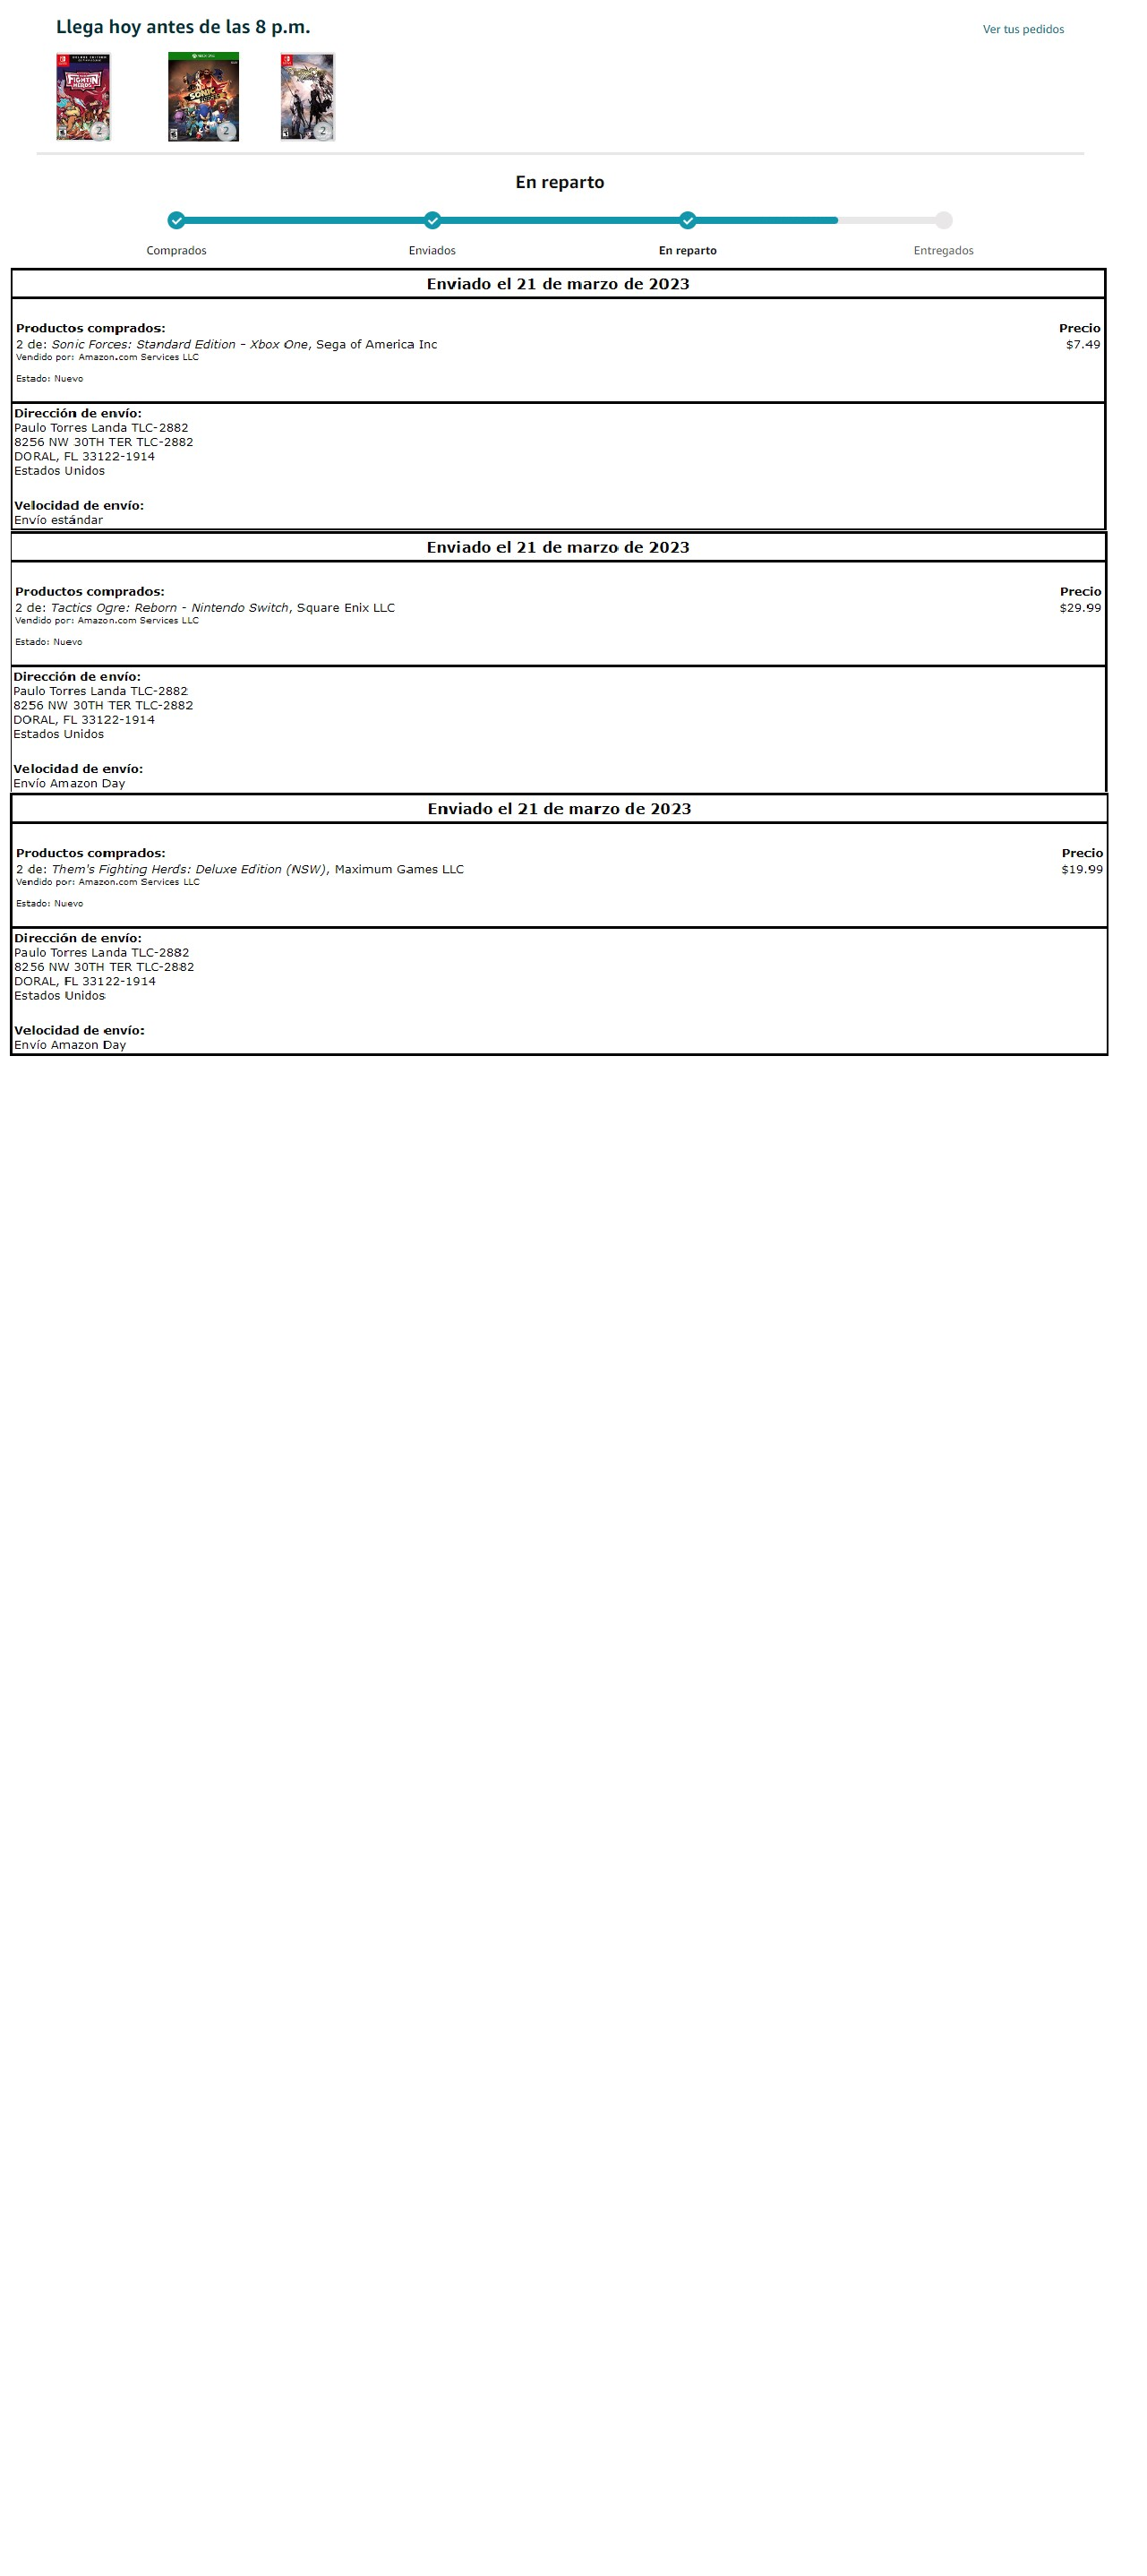 Llega hoy antes de las 8 p.m.
Ver tus pedidos
FIGHTIN
HERDS
2
XBOX ONE
SONIC
2
2
En reparto
Comprados
Enviados
En reparto
Entregados
Enviado el 21 de marzo de 2023
Productos comprados: Precio
2 de: Sonic Forces: Standard Edition - Xbox One, Sega of America Inc $7.49
Vendido por: Amazon.com Services LLC
Estado: Nuevo
Dirección de envío:
Paulo Torres Landa TLC-2882
8256 NW 30TH TER TLC-2882
DORAL, FL 33122-1914
Estados Unidos
Velocidad de envío:
Envío estándar
Enviado el 21 de marzo de 2023
Productos comprados: Precio
2 de: Tactics Ogre: Reborn - Nintendo Switch, Square Enix LLC $29.99
Vendido por: Amazon.com Services LLC
Estado: Nuevo
Dirección de envío:
Paulo Torres Landa TLC-2882
8256 NW 30TH TER TLC-2882
DORAL, FL 33122-1914
Estados Unidos
Velocidad de envío:
Envío Amazon Day
Enviado el 21 de marzo de 2023
Productos comprados: Precio
2 de: Them's Fighting Herds: Deluxe Edition (NSW), Maximum Games LLC $19.99
Vendido por: Amazon.com Services LLC
Estado: Nuevo
Dirección de envío:
Paulo Torres Landa TLC-2882
8256 NW 30TH TER TLC-2882
DORAL, FL 33122-1914
Estados Unidos
Velocidad de envío:
Envío Amazon Day